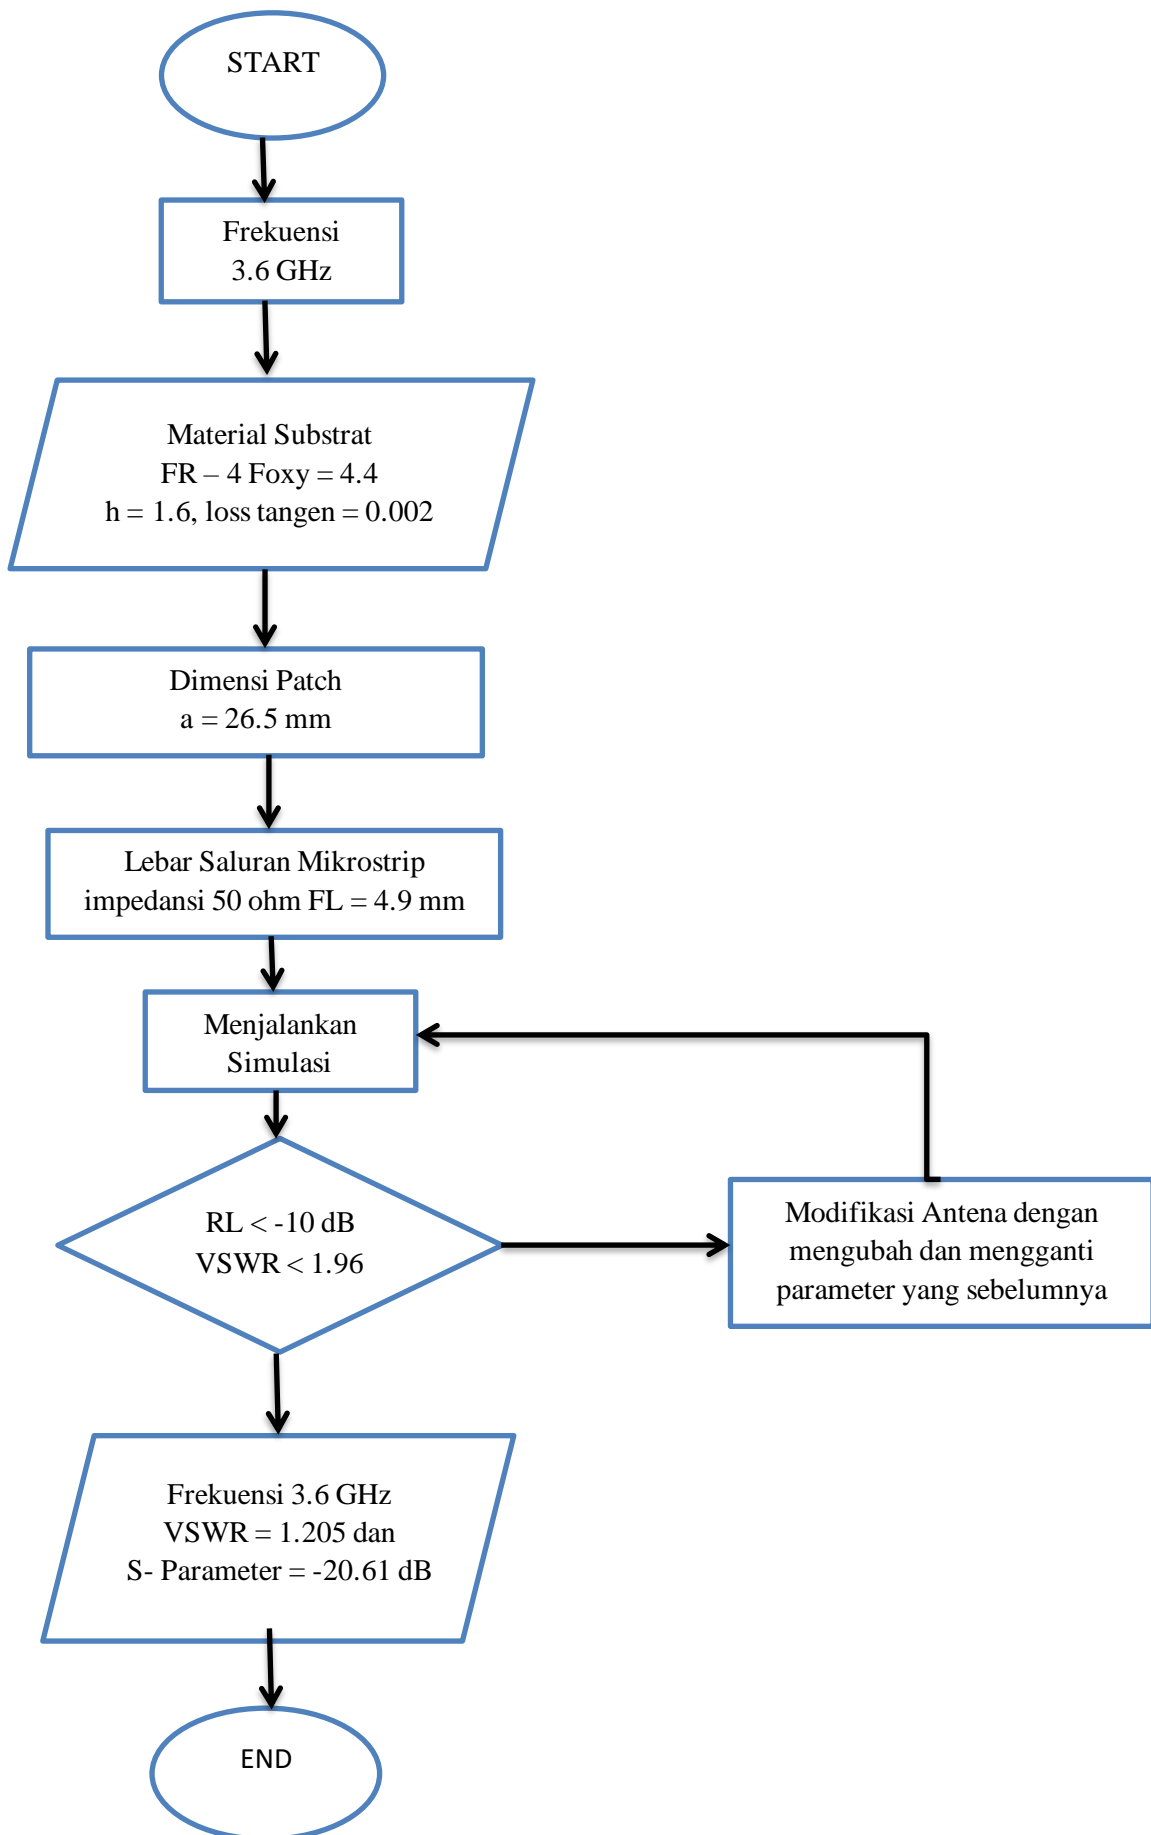 START
Frekuensi
3.6 GHz
Material Substrat
FR – 4 Foxy = 4.4
h = 1.6, loss tangen = 0.002
Dimensi Patch
a = 26.5 mm
Lebar Saluran Mikrostrip
impedansi 50 ohm FL = 4.9 mm
Menjalankan
Simulasi
RL < -10 dB
VSWR < 1.96
Modifikasi Antena dengan
mengubah dan mengganti
parameter yang sebelumnya
Frekuensi 3.6 GHz
VSWR = 1.205 dan
S- Parameter = -20.61 dB
END